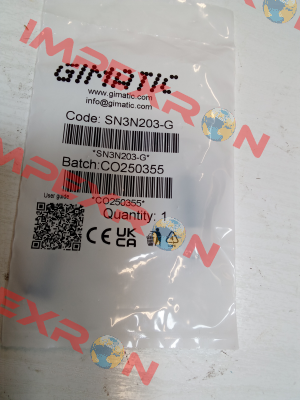 GIMATIC
www.gimatic.com
info@gimatic.com
Code: SN3N203-G
*SN3N203-G*
Batch:CO250355
*CO250355*
User guide
Quantity: 1
CE UK CA
IMPEXRON
IMPEXRON
IMPEXRON